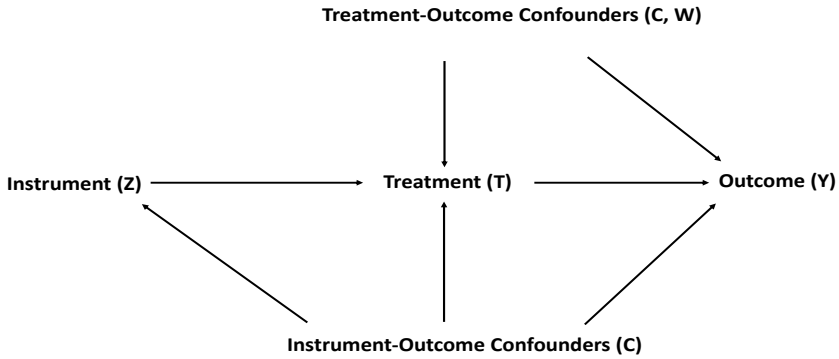 Treatment-Outcome Confounders (C, W)
Instrument (Z)
Treatment (T)
Outcome (Y)
Instrument-Outcome Confounders (C)